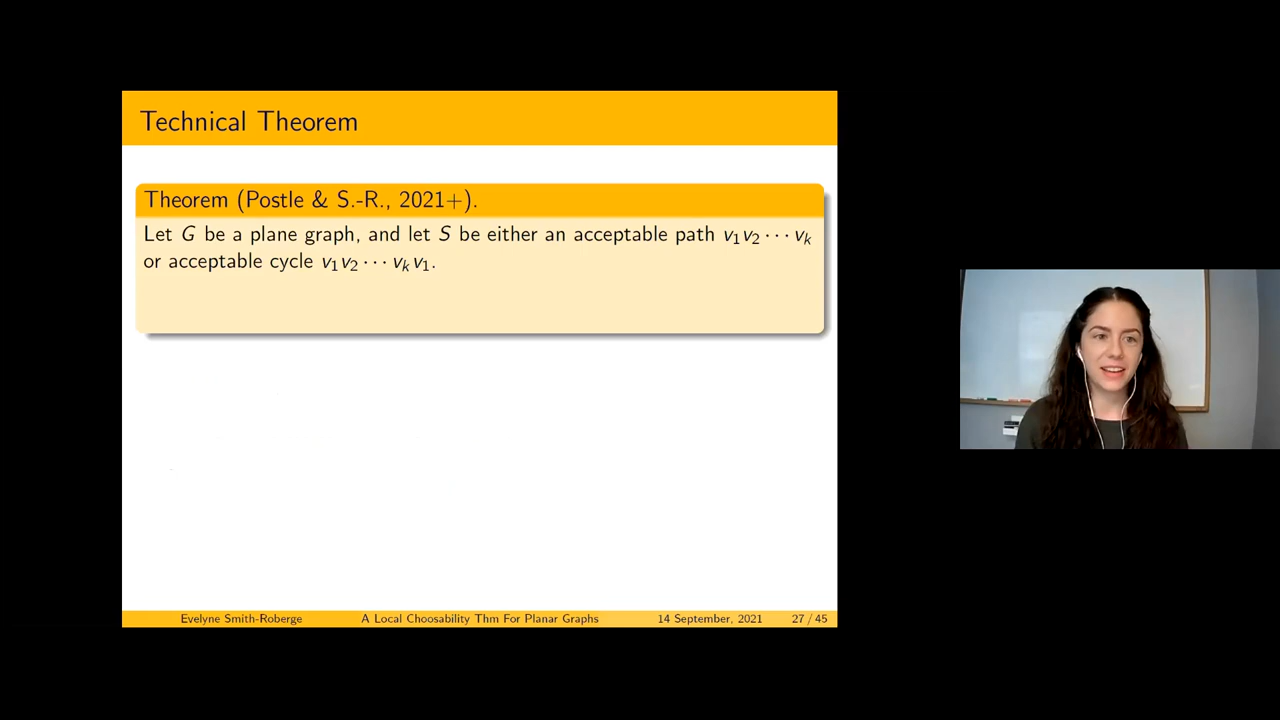 Technical Theorem
Theorem (Postle & S.-R., 2021+).
Let G be a plane graph, and let S be either an acceptable path v₁v₂ ⋯ vₖ
or acceptable cycle v₁v₂ ⋯ vₖv₁.
Evelyne Smith-Roberge A Local Choosability Thm For Planar Graphs 14 September, 2021 27 / 45